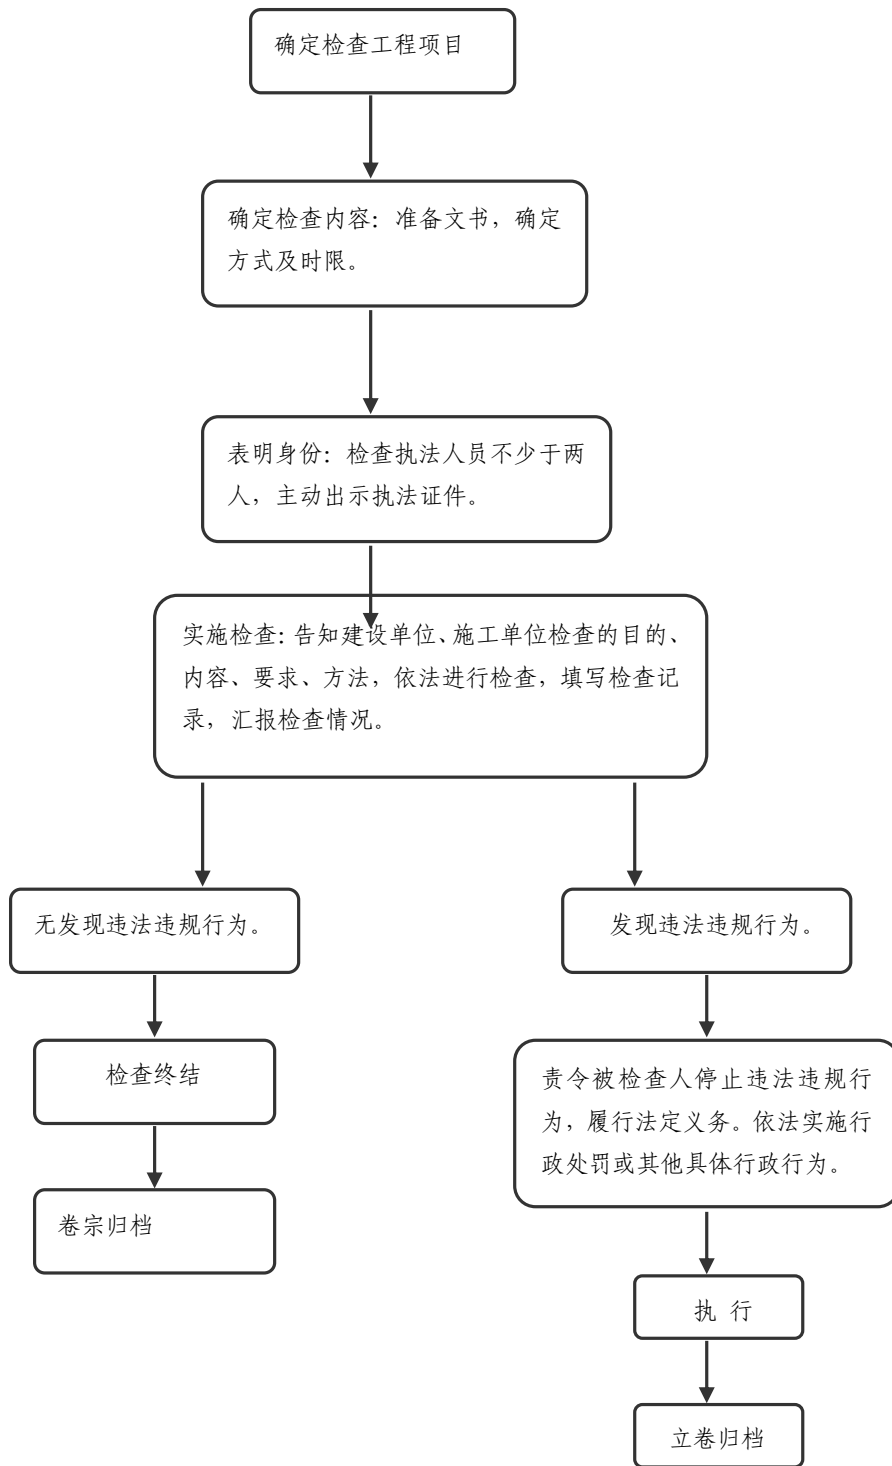 确定检查工程项目
确定检查内容：准备文书，确定
方式及时限。
表明身份：检查执法人员不少于两
人，主动出示执法证件。
实施检查：告知建设单位、施工单位检查的目的、
内容、要求、方法，依法进行检查，填写检查记
录，汇报检查情况。
无发现违法违规行为。
发现违法违规行为。
检查终结
责令被检查人停止违法违规行
为，履行法定义务。依法实施行
政处罚或其他具体行政行为。
卷宗归档
执 行
立卷归档